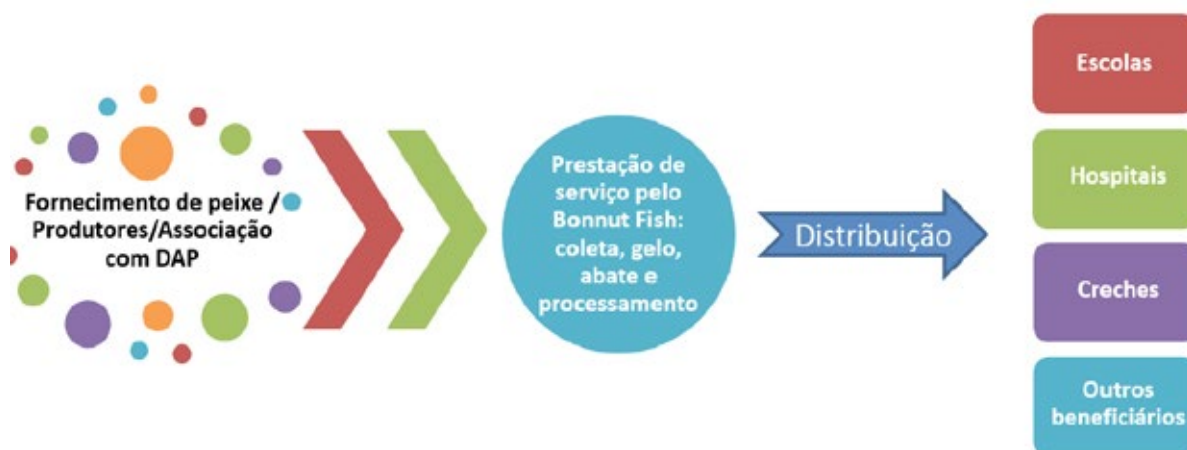 Fornecimento de peixe /
Produtores/Associação
com DAP
Prestação de
serviço pelo
Bonnut Fish:
coleta, gelo,
abate e
processamento
Distribuição
Escolas
Hospitais
Creches
Outros
beneficiários